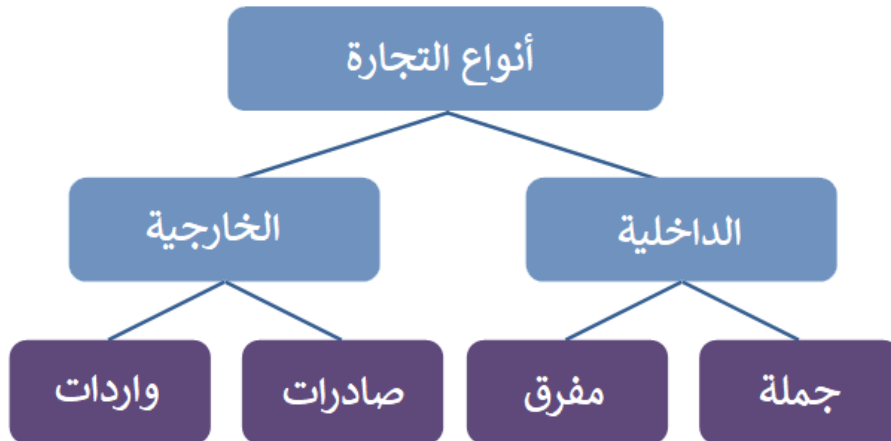 أنواع التجارة
الداخلية
الخارجية
جملة
مفرق
صادرات
واردات